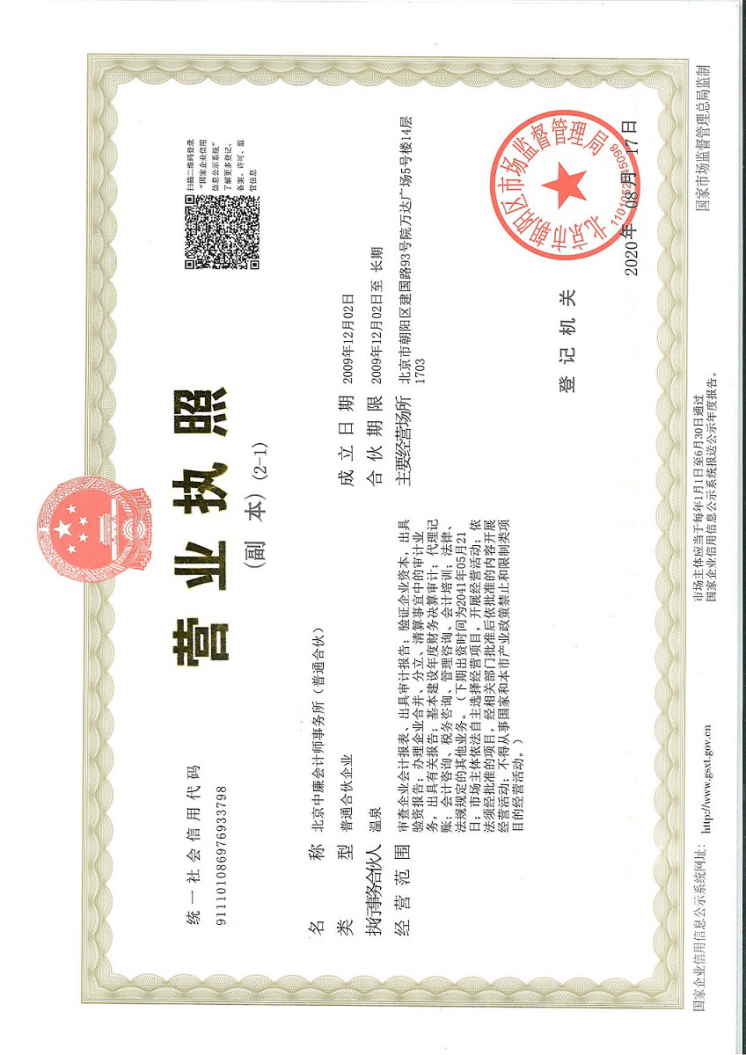 营业执照
(副 本) (2-1)
统一社会信用代码
911101086976933798
扫描二维码登录
“国家企业信用
信息公示系统”
了解更多登记、
备案、许可、监
管信息
名称 北京中廉会计师事务所（普通合伙）
类型 普通合伙企业
执行事务合伙人 温泉
经营范围 审查企业会计报表、出具审计报告；验证企业资本，出具
验资报告；办理企业合并、分立、清算事宜中的审计业
务，出具有关报告；基本建设年度财务决算审计；代理记
账；会计咨询、税务咨询、管理咨询、会计培训；法律、
法规规定的其他业务。（下期出资时间为2041年05月21
日；市场主体依法自主选择经营项目，开展经营活动；依
法须经批准的项目，经相关部门批准后依批准的内容开展
经营活动；不得从事国家和本市产业政策禁止和限制类项
目的经营活动。）
成立日期 2009年12月02日
合伙期限 2009年12月02日至 长期
主要经营场所 北京市朝阳区建国路93号院万达广场5号楼14层
1703
登记机关
北京市朝阳区市场监督管理局
2020年 08月 17日
国家企业信用信息公示系统网址： http://www.gsxt.gov.cn
市场主体应当于每年1月1日至6月30日通过
国家企业信用信息公示系统报送公示年度报告。
国家市场监督管理总局监制